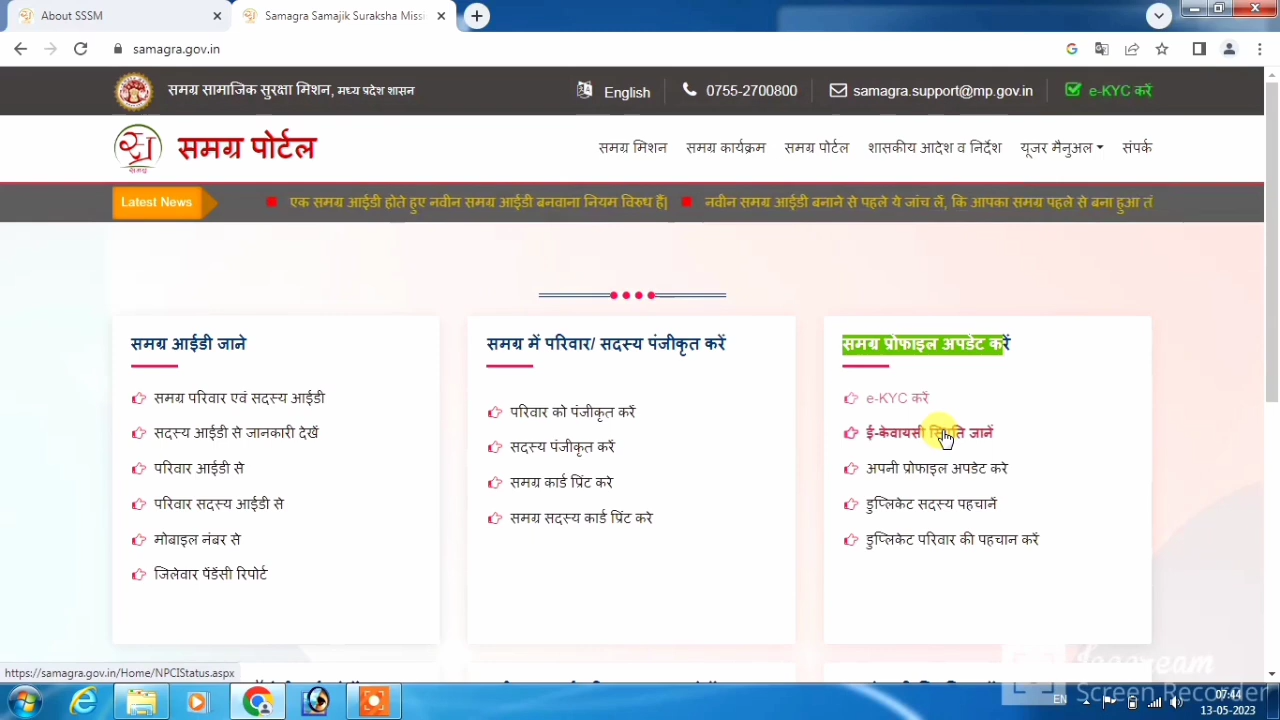 About SSSM
Samagra Samajik Suraksha Missi
samagra.gov.in
समग्र सामाजिक सुरक्षा मिशन, मध्य प्रदेश शासन
English
0755-2700800
samagra.support@mp.gov.in
e-KYC करें
समग्र पोर्टल
समग्र मिशन
समग्र कार्यक्रम
समग्र पोर्टल
शासकीय आदेश व निर्देश
यूजर मैनुअल
संपर्क
Latest News
एक समग्र आईडी होते हुए नवीन समग्र आईडी बनवाना नियम विरुध हैं|
नवीन समग्र आईडी बनाने से पहले ये जांच लें, कि आपका समग्र पहले से बना हुआ तं
समग्र आईडी जाने
समग्र परिवार एवं सदस्य आईडी
सदस्य आईडी से जानकारी देखें
परिवार आईडी से
परिवार सदस्य आईडी से
मोबाइल नंबर से
जिलेवार पेंडेंसी रिपोर्ट
समग्र में परिवार/ सदस्य पंजीकृत करें
परिवार को पंजीकृत करें
सदस्य पंजीकृत करें
समग्र कार्ड प्रिंट करे
समग्र सदस्य कार्ड प्रिंट करे
समग्र प्रोफाइल अपडेट करें
e-KYC करें
ई-केवायसी स्थिति जानें
अपनी प्रोफाइल अपडेट करे
डुप्लिकेट सदस्य पहचानें
डुप्लिकेट परिवार की पहचान करें
https://samagra.gov.in/Home/NPCIStatus.aspx
Screen Recorder
EN
07:44
13-05-2023